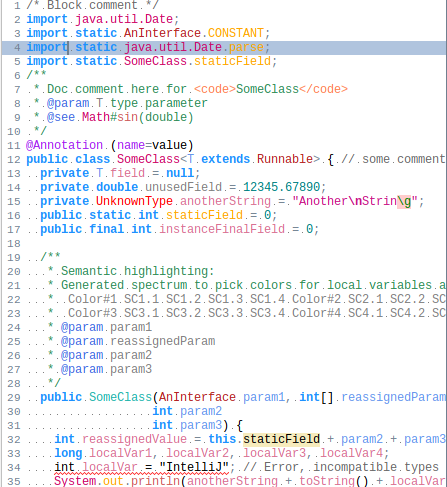 1 /* Block comment */
2 import java.util.Date;
3 import static AnInterface.CONSTANT;
4 import static java.util.Date.parse;
5 import static SomeClass.staticField;
6 /**
7  * Doc comment here for <code>SomeClass</code>
8  * @param T type parameter
9  * @see Math#sin(double)
10  */
11 @Annotation (name=value)
12 public class SomeClass<T extends Runnable> { // some comment
13   private T field = null;
14   private double unusedField = 12345.67890;
15   private UnknownType anotherString = "Another\nStrin\g";
16   public static int staticField = 0;
17   public final int instanceFinalField = 0;
18
19   /**
20    * Semantic highlighting:
21    * Generated spectrum to pick colors for local variables a
22    *  Color#1 SC1.1 SC1.2 SC1.3 SC1.4 Color#2 SC2.1 SC2.2 SC
23    *  Color#3 SC3.1 SC3.2 SC3.3 SC3.4 Color#4 SC4.1 SC4.2 SC
24    * @param param1
25    * @param reassignedParam
26    * @param param2
27    * @param param3
28    */
29   public SomeClass(AnInterface param1, int[] reassignedParam
30                   int param2
31                   int param3) {
32     int reassignedValue = this.staticField + param2 + param3
33     long localVar1, localVar2, localVar3, localVar4;
34     int localVar = "IntelliJ"; // Error, incompatible types
35     System.out.println(anotherString + toString() + localVa